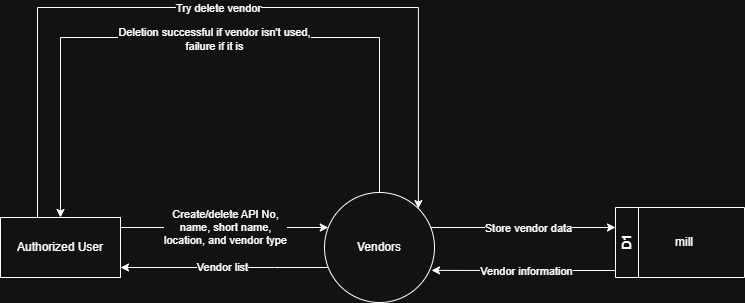 Try delete vendor
Deletion successful if vendor isn't used,
failure if it is
Create/delete API No,
name, short name,
location, and vendor type
Authorized User
Vendor list
Vendors
Store vendor data
Vendor information
D1
mill